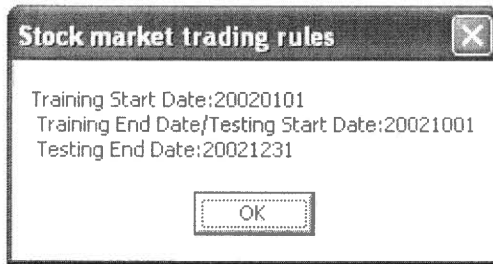 Stock market trading rules
Training Start Date:20020101
Training End Date/Testing Start Date:20021001
Testing End Date:20021231
OK